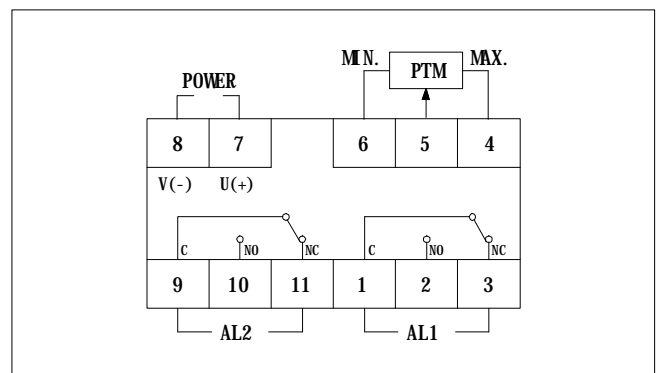 MIN. PTM MAX.
POWER
8 7 6 5 4
V(-) U(+)
C NO NC C NO NC
9 10 11 1 2 3
AL2 AL1